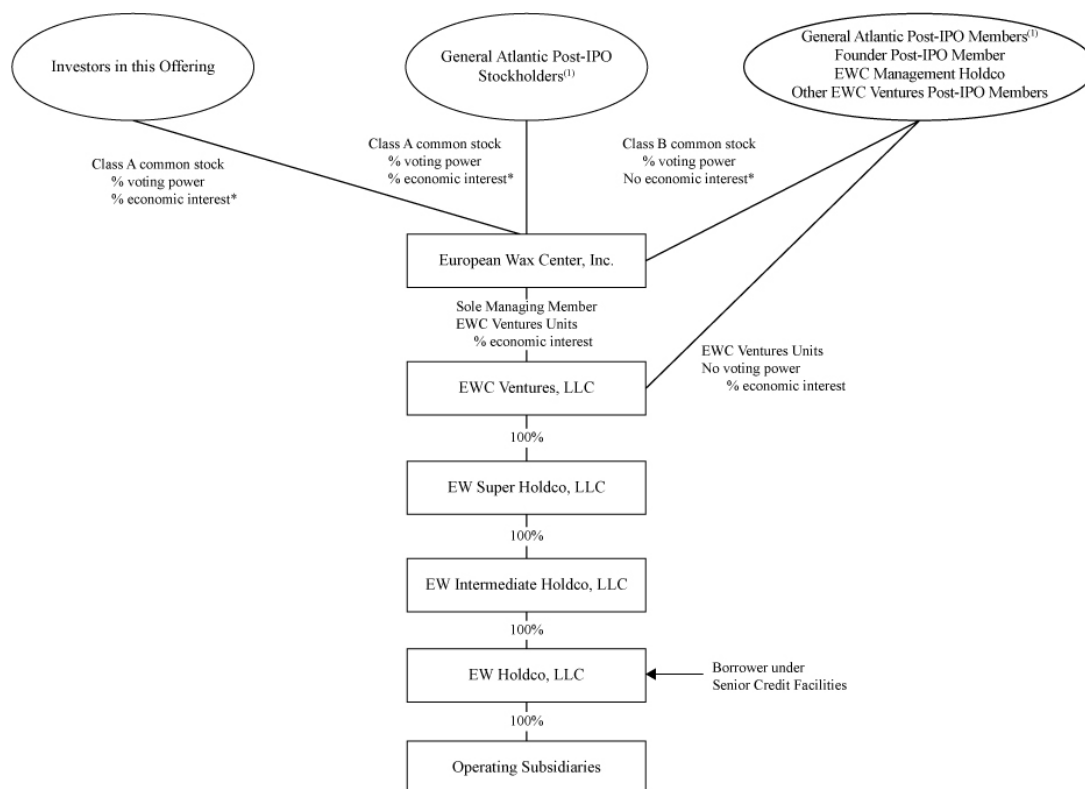 Investors in this Offering
General Atlantic Post-IPO
Stockholders(1)
General Atlantic Post-IPO Members(1)
Founder Post-IPO Member
EWC Management Holdco
Other EWC Ventures Post-IPO Members
Class A common stock
% voting power
% economic interest*
Class A common stock
% voting power
% economic interest*
Class B common stock
% voting power
No economic interest*
European Wax Center, Inc.
Sole Managing Member
EWC Ventures Units
% economic interest
EWC Ventures Units
No voting power
% economic interest
EWC Ventures, LLC
100%
EW Super Holdco, LLC
100%
EW Intermediate Holdco, LLC
100%
EW Holdco, LLC
Borrower under
Senior Credit Facilities
100%
Operating Subsidiaries